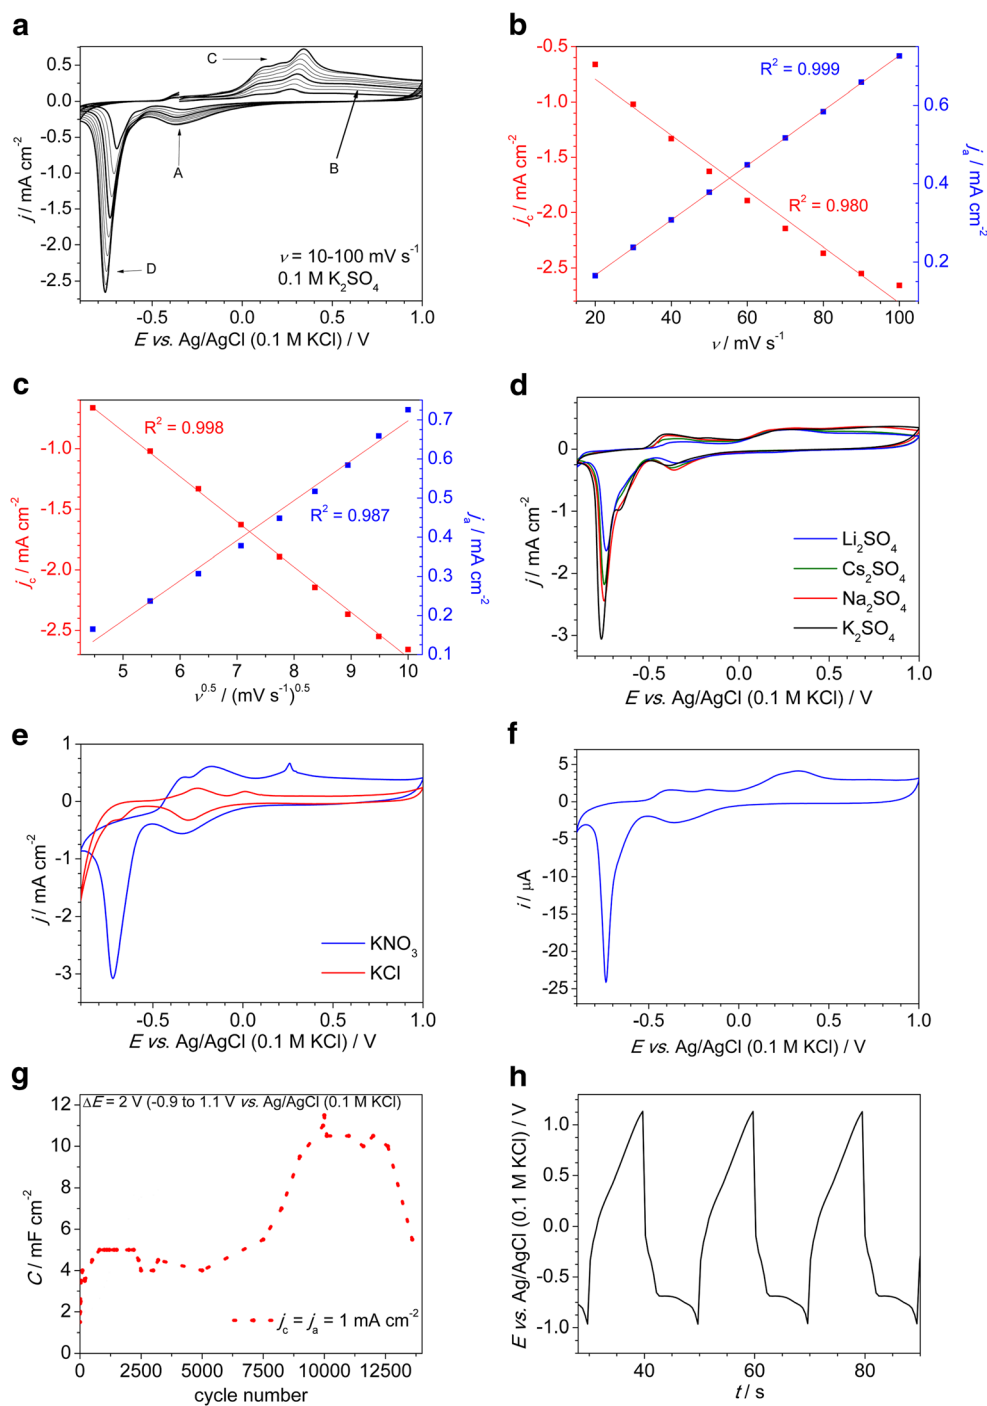 a
0.5
0.0
-0.5
-1.0
-1.5
-2.0
-2.5
j / mA cm⁻²
C
A
B
D
ν = 10-100 mV s⁻¹
0.1 M K₂SO₄
-0.5 0.0 0.5 1.0
E vs. Ag/AgCl (0.1 M KCl) / V
b
-0.5
-1.0
-1.5
-2.0
-2.5
j_c / mA cm⁻²
R² = 0.999
R² = 0.980
0.6
0.4
0.2
j_a / mA cm⁻²
20 40 60 80 100
ν / mV s⁻¹
c
-1.0
-1.5
-2.0
-2.5
j_c / mA cm⁻²
R² = 0.998
R² = 0.987
0.7
0.6
0.5
0.4
0.3
0.2
0.1
j_a / mA cm⁻²
5 6 7 8 9 10
ν⁰·⁵ / (mV s⁻¹)⁰·⁵
d
0
-1
-2
-3
j / mA cm⁻²
Li₂SO₄
Cs₂SO₄
Na₂SO₄
K₂SO₄
-0.5 0.0 0.5 1.0
E vs. Ag/AgCl (0.1 M KCl) / V
e
1
0
-1
-2
-3
j / mA cm⁻²
KNO₃
KCl
-0.5 0.0 0.5 1.0
E vs. Ag/AgCl (0.1 M KCl) / V
f
5
0
-5
-10
-15
-20
-25
i / μA
-0.5 0.0 0.5 1.0
E vs. Ag/AgCl (0.1 M KCl) / V
g
12
10
8
6
4
2
0
C / mF cm⁻²
ΔE = 2 V (-0.9 to 1.1 V vs. Ag/AgCl (0.1 M KCl)
j_c = j_a = 1 mA cm⁻²
0 2500 5000 7500 10000 12500
cycle number
h
1.0
0.5
0.0
-0.5
-1.0
E vs. Ag/AgCl (0.1 M KCl) / V
40 60 80
t / s